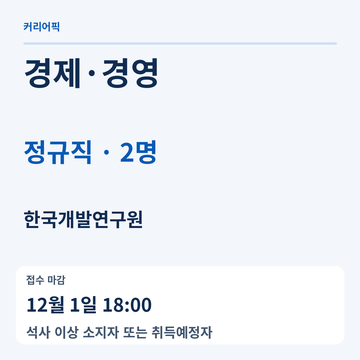 커리어픽
경제·경영
정규직 · 2명
한국개발연구원
접수 마감
12월 1일 18:00
석사 이상 소지자 또는 취득예정자